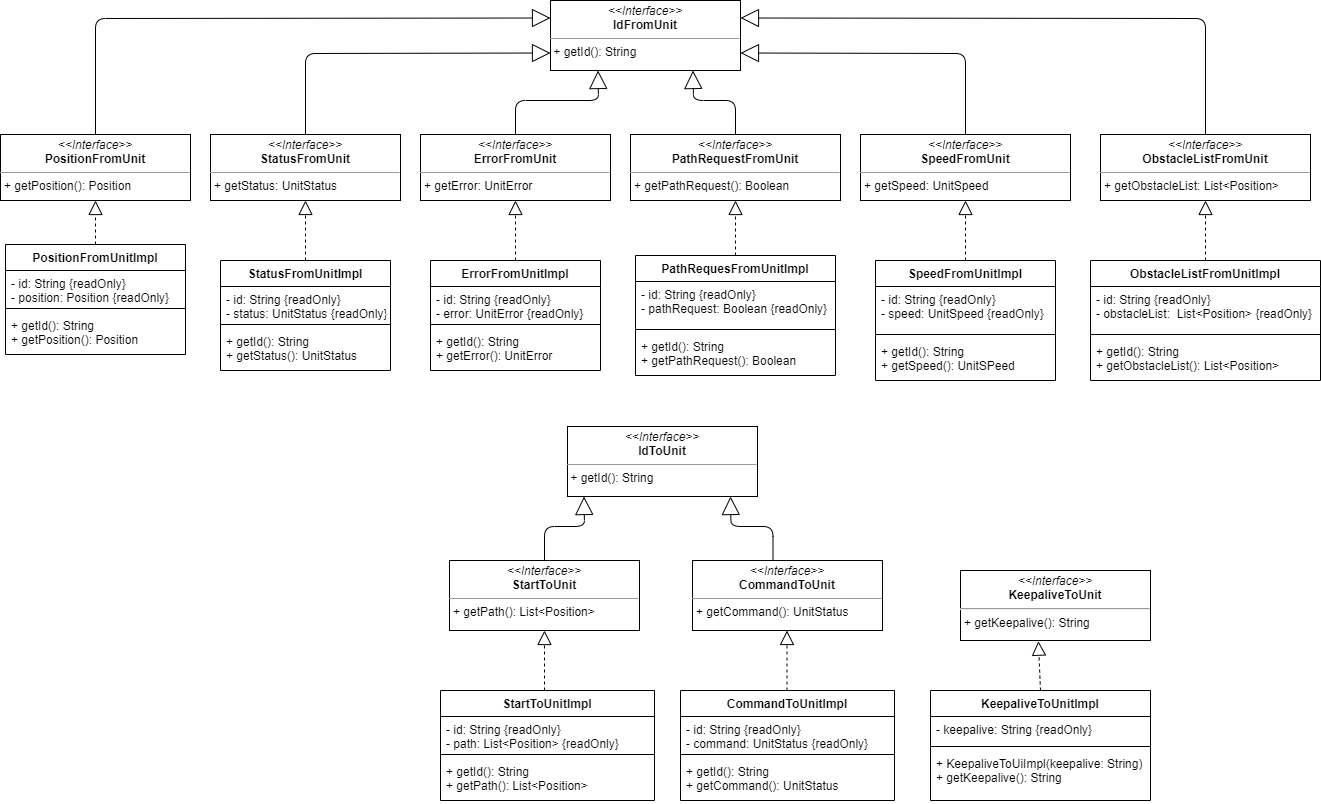 <<Interface>>
IdFromUnit
+ getId(): String
<<Interface>>
PositionFromUnit
+ getPosition(): Position
<<Interface>>
StatusFromUnit
+ getStatus: UnitStatus
<<Interface>>
ErrorFromUnit
+ getError: UnitError
<<Interface>>
PathRequestFromUnit
+ getPathRequest(): Boolean
<<Interface>>
SpeedFromUnit
+ getSpeed: UnitSpeed
<<Interface>>
ObstacleListFromUnit
+ getObstacleList: List<Position>
PositionFromUnitImpl
- id: String {readOnly}
- position: Position {readOnly}
+ getId(): String
+ getPosition(): Position
StatusFromUnitImpl
- id: String {readOnly}
- status: UnitStatus {readOnly}
+ getId(): String
+ getStatus(): UnitStatus
ErrorFromUnitImpl
- id: String {readOnly}
- error: UnitError {readOnly}
+ getId(): String
+ getError(): UnitError
PathRequesFromUnitImpl
- id: String {readOnly}
- pathRequest: Boolean {readOnly}
+ getId(): String
+ getPathRequest(): Boolean
SpeedFromUnitImpl
- id: String {readOnly}
- speed: UnitSpeed {readOnly}
+ getId(): String
+ getSpeed(): UnitSPeed
ObstacleListFromUnitImpl
- id: String {readOnly}
- obstacleList:  List<Position> {readOnly}
+ getId(): String
+ getObstacleList(): List<Position>
<<Interface>>
IdToUnit
+ getId(): String
<<Interface>>
StartToUnit
+ getPath(): List<Position>
<<Interface>>
CommandToUnit
+ getCommand(): UnitStatus
<<Interface>>
KeepaliveToUnit
+ getKeepalive(): String
StartToUnitImpl
- id: String {readOnly}
- path: List<Position> {readOnly}
+ getId(): String
+ getPath(): List<Position>
CommandToUnitImpl
- id: String {readOnly}
- command: UnitStatus {readOnly}
+ getId(): String
+ getCommand(): UnitStatus
KeepaliveToUnitImpl
- keepalive: String {readOnly}
+ KeepaliveToUiImpl(keepalive: String)
+ getKeepalive(): String